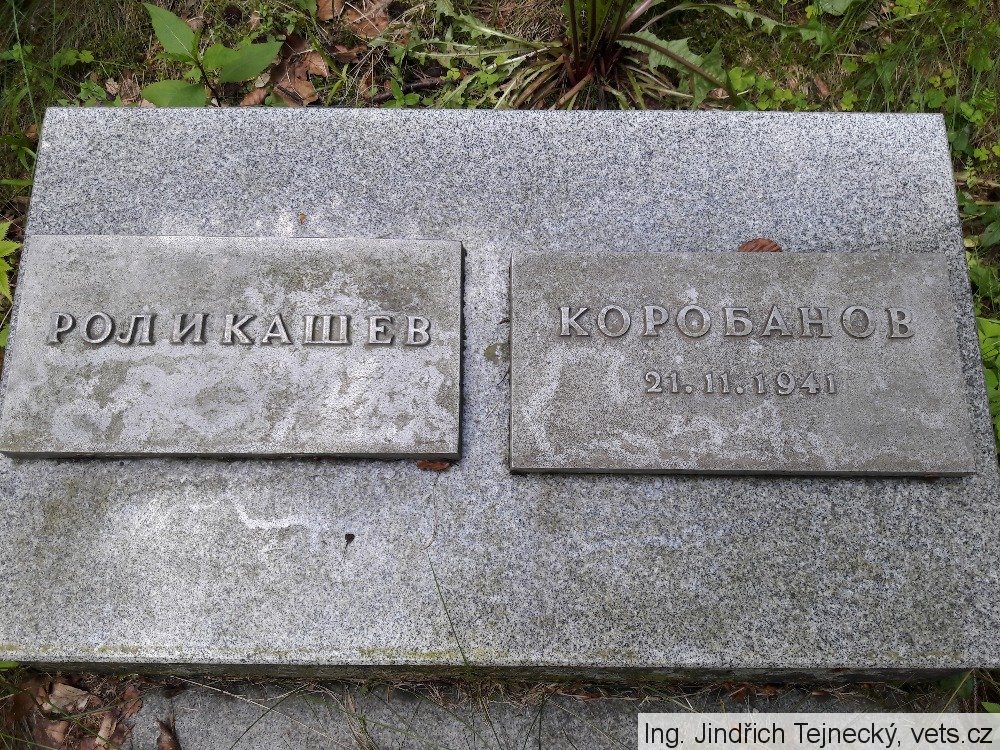 РОЛИКАШЕВ
КОРОБАНОВ
21.11.1941
Ing. Jindřich Tejnecký, vets.cz